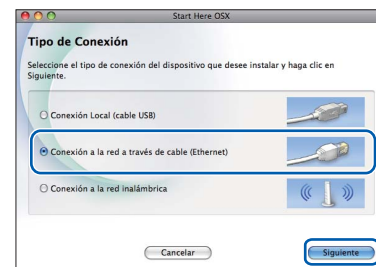 Start Here OSX
Tipo de Conexión
Seleccione el tipo de conexión del dispositivo que desee instalar y haga clic en
Siguiente.
Conexión Local (cable USB)
Conexión a la red a través de cable (Ethernet)
Conexión a la red inalámbrica
Cancelar
Siguiente